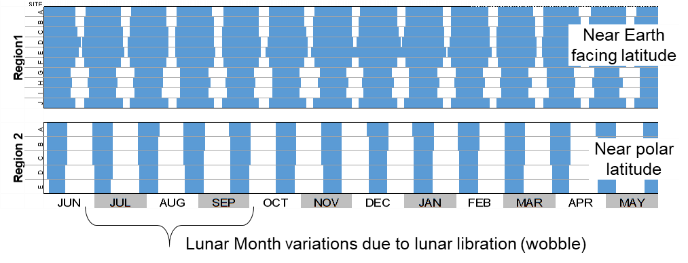 SITE
Region1
A
B
C
D
E
F
G
H
I
J
Near Earth
facing latitude
Region 2
A
B
C
D
E
Near polar
latitude
JUN JUL AUG SEP OCT NOV DEC JAN FEB MAR APR MAY
Lunar Month variations due to lunar libration (wobble)